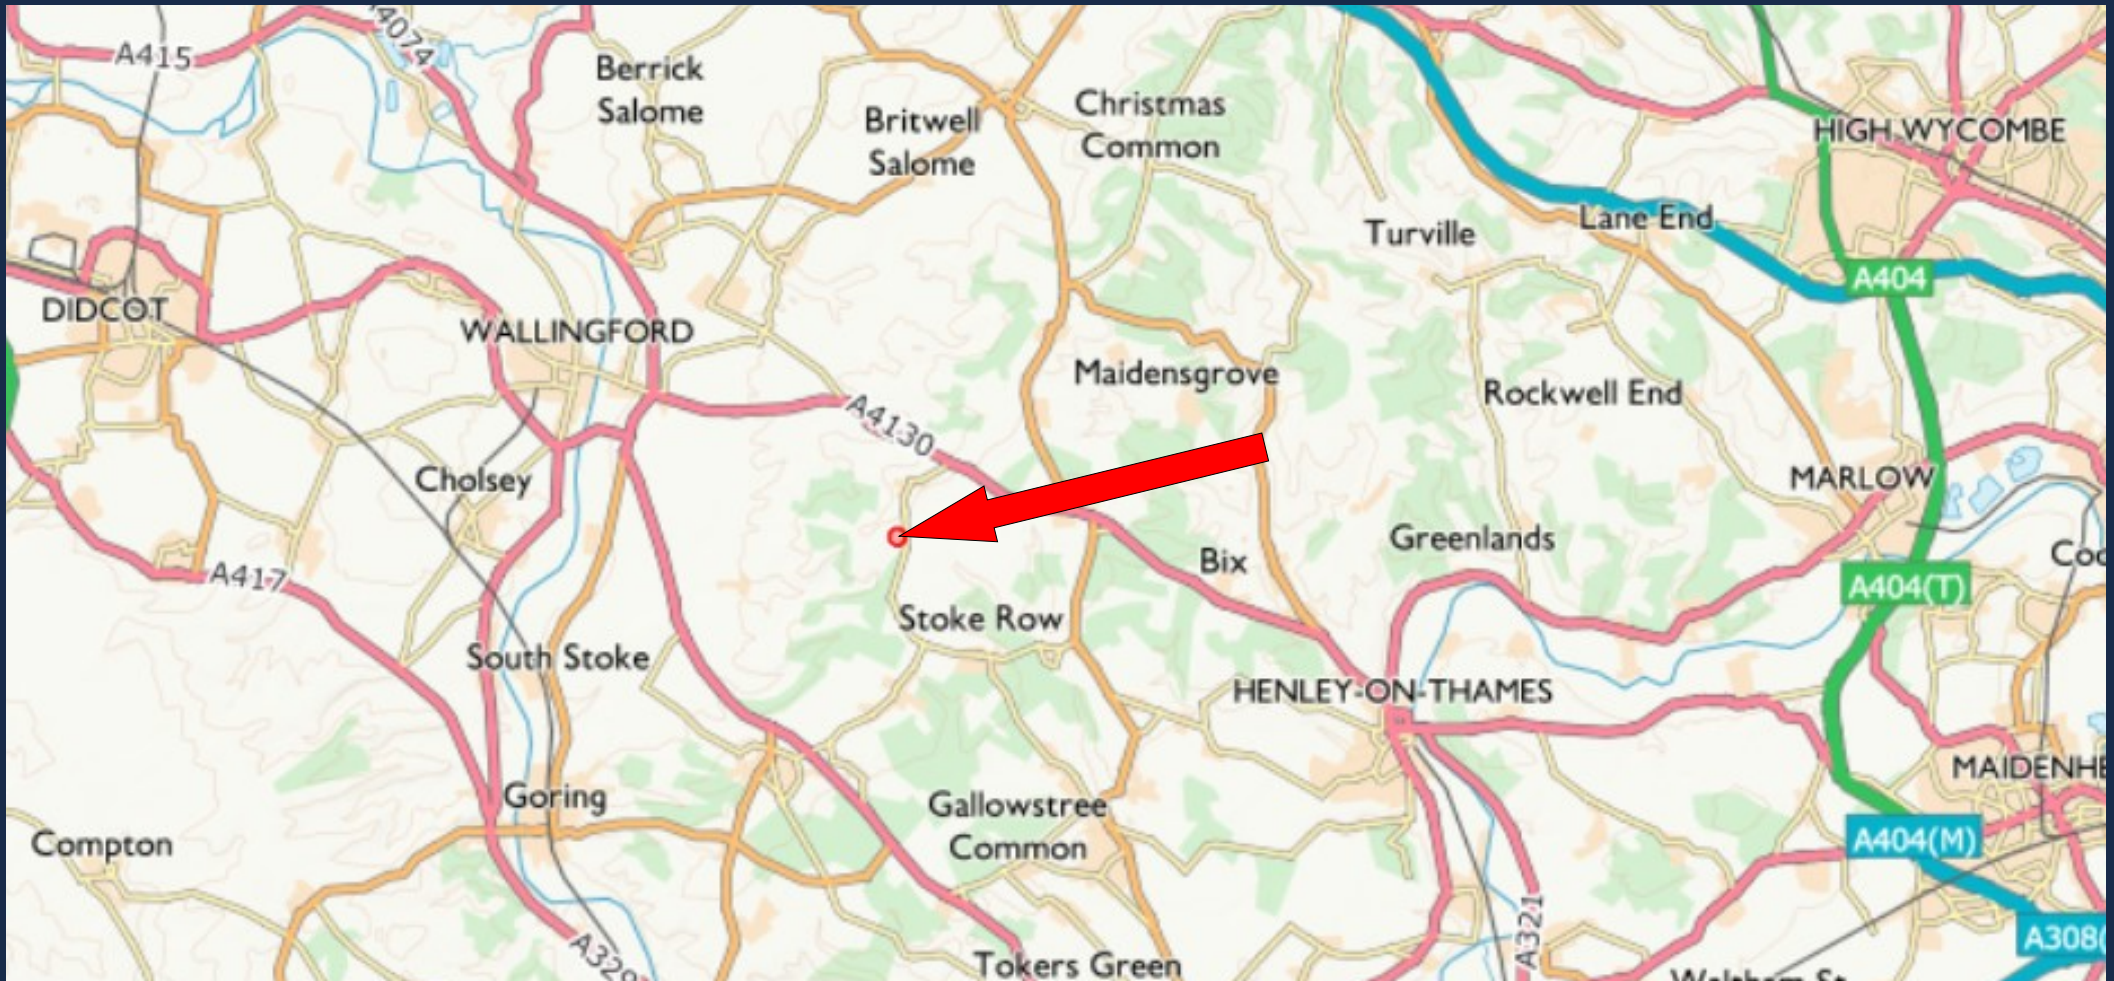 A415
4074
Berrick
Salome
Britwell
Salome
Christmas
Common
HIGH WYCOMBE
Turville
Lane End
A404
DIDCOT
WALLINGFORD
Maidensgrove
Rockwell End
A4130
Cholsey
MARLOW
Greenlands
Bix
Coo
A417
A404(T)
Stoke Row
South Stoke
HENLEY-ON-THAMES
MAIDENHE
Goring
Gallowstree
Common
Compton
A404(M)
A321
A308(
A329
Tokers Green